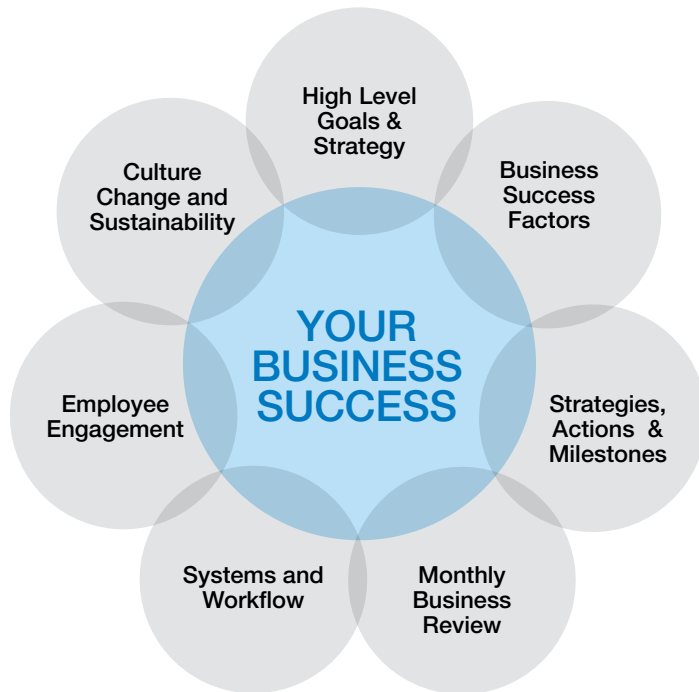 High Level
Goals &
Strategy
Business
Success
Factors
Strategies,
Actions &
Milestones
Monthly
Business
Review
Systems and
Workflow
Employee
Engagement
Culture
Change and
Sustainability
YOUR
BUSINESS
SUCCESS